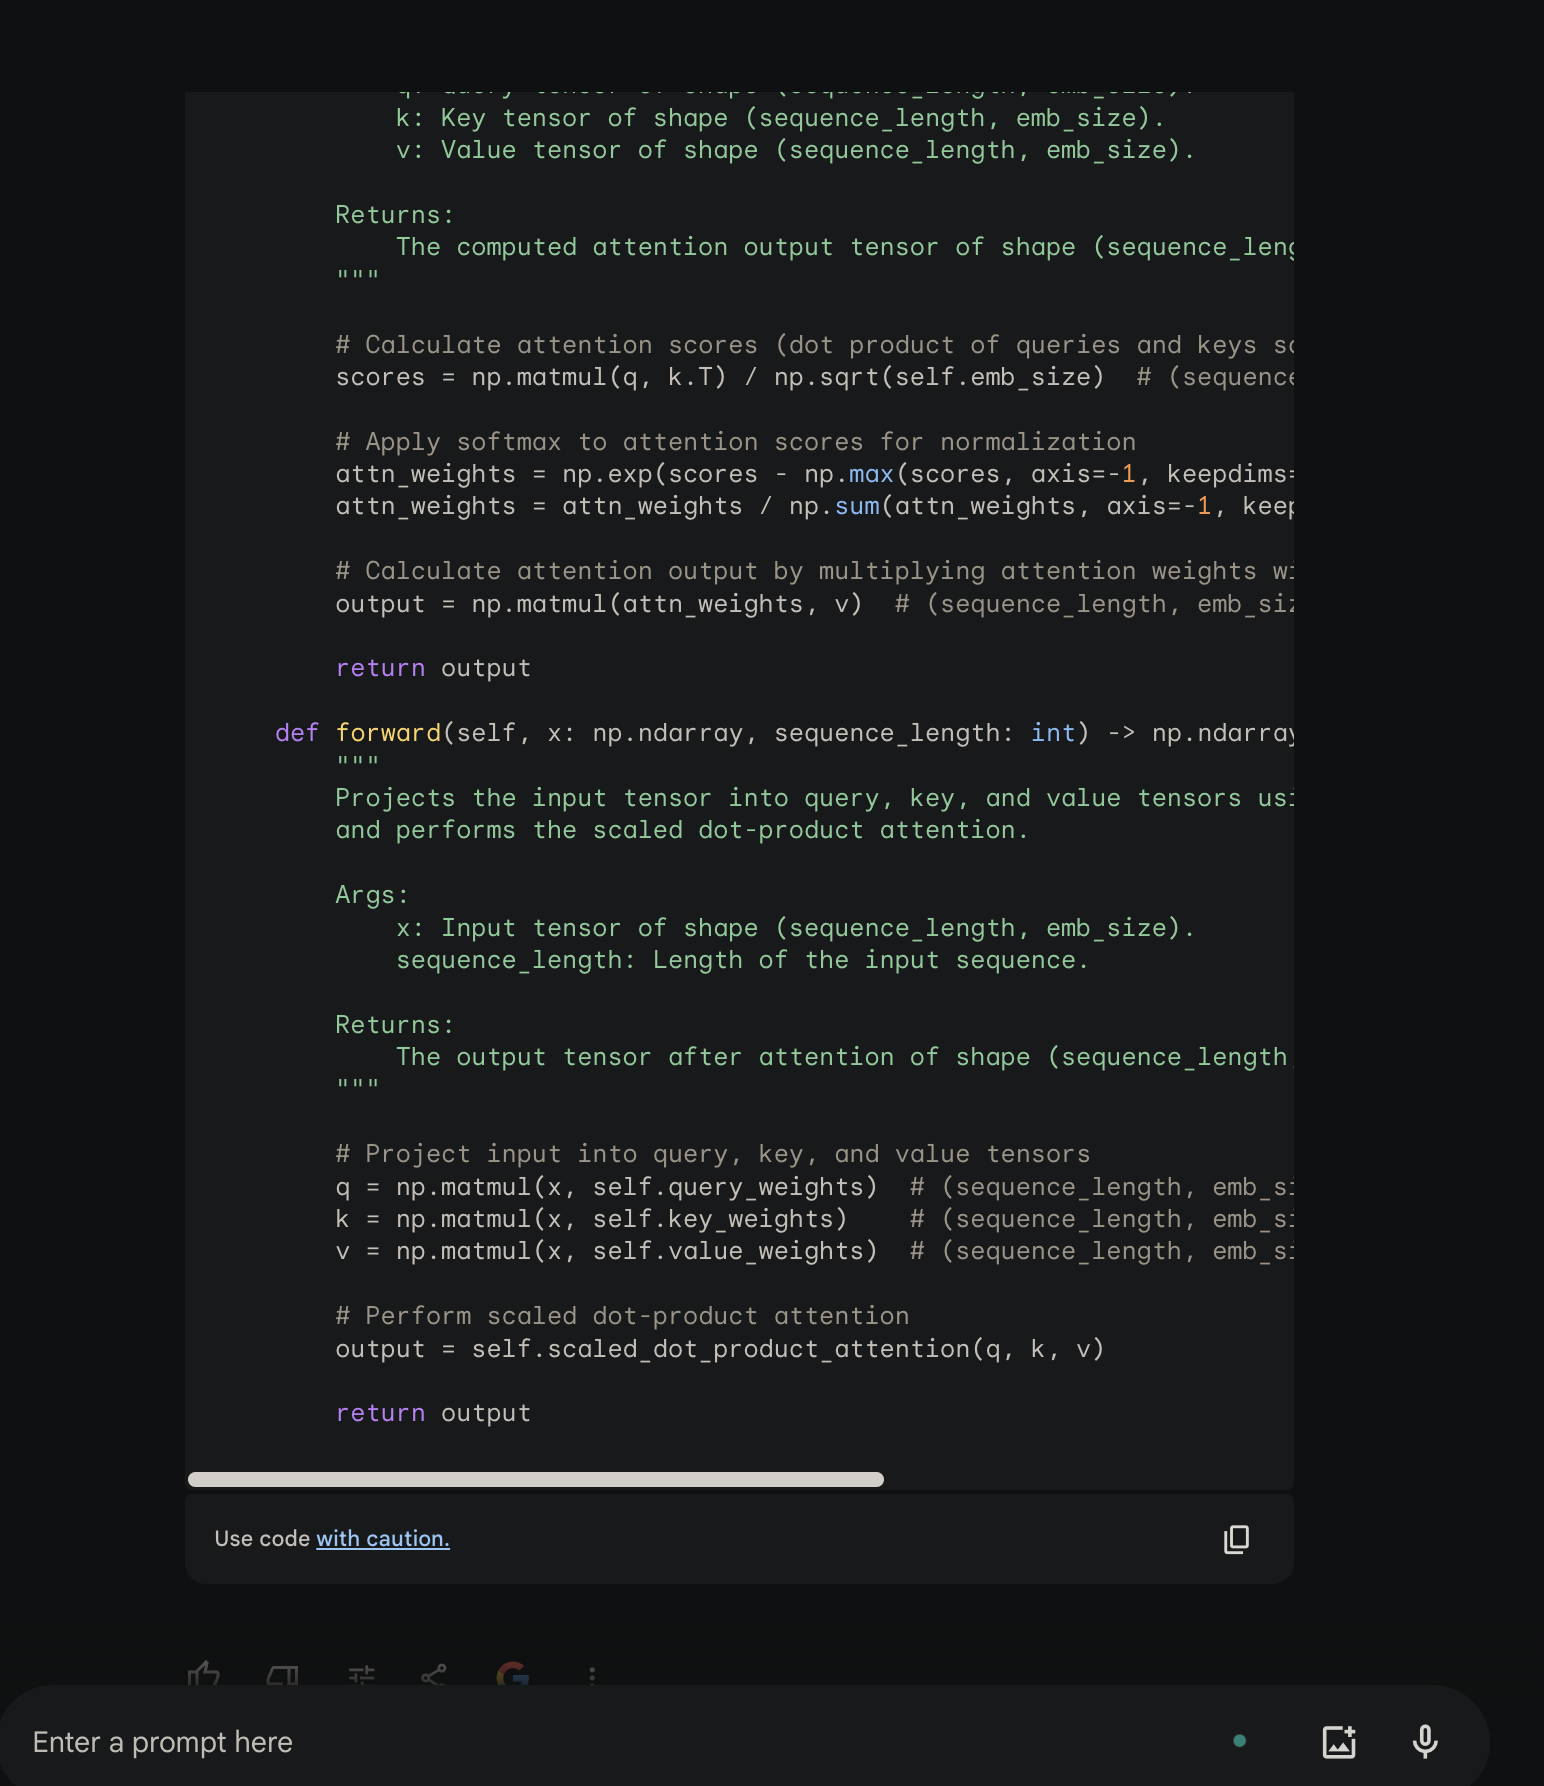 q: Query tensor of shape (sequence_length, emb_size).
k: Key tensor of shape (sequence_length, emb_size).
v: Value tensor of shape (sequence_length, emb_size).
Returns:
The computed attention output tensor of shape (sequence_leng
"""
# Calculate attention scores (dot product of queries and keys sc
scores = np.matmul(q, k.T) / np.sqrt(self.emb_size)  # (sequence
# Apply softmax to attention scores for normalization
attn_weights = np.exp(scores - np.max(scores, axis=-1, keepdims=
attn_weights = attn_weights / np.sum(attn_weights, axis=-1, keep
# Calculate attention output by multiplying attention weights wi
output = np.matmul(attn_weights, v)  # (sequence_length, emb_siz
return output
def forward(self, x: np.ndarray, sequence_length: int) -> np.ndarray
"""
Projects the input tensor into query, key, and value tensors usi
and performs the scaled dot-product attention.
Args:
x: Input tensor of shape (sequence_length, emb_size).
sequence_length: Length of the input sequence.
Returns:
The output tensor after attention of shape (sequence_length,
"""
# Project input into query, key, and value tensors
q = np.matmul(x, self.query_weights)  # (sequence_length, emb_si
k = np.matmul(x, self.key_weights)    # (sequence_length, emb_si
v = np.matmul(x, self.value_weights)  # (sequence_length, emb_si
# Perform scaled dot-product attention
output = self.scaled_dot_product_attention(q, k, v)
return output
Use code with caution.
Enter a prompt here